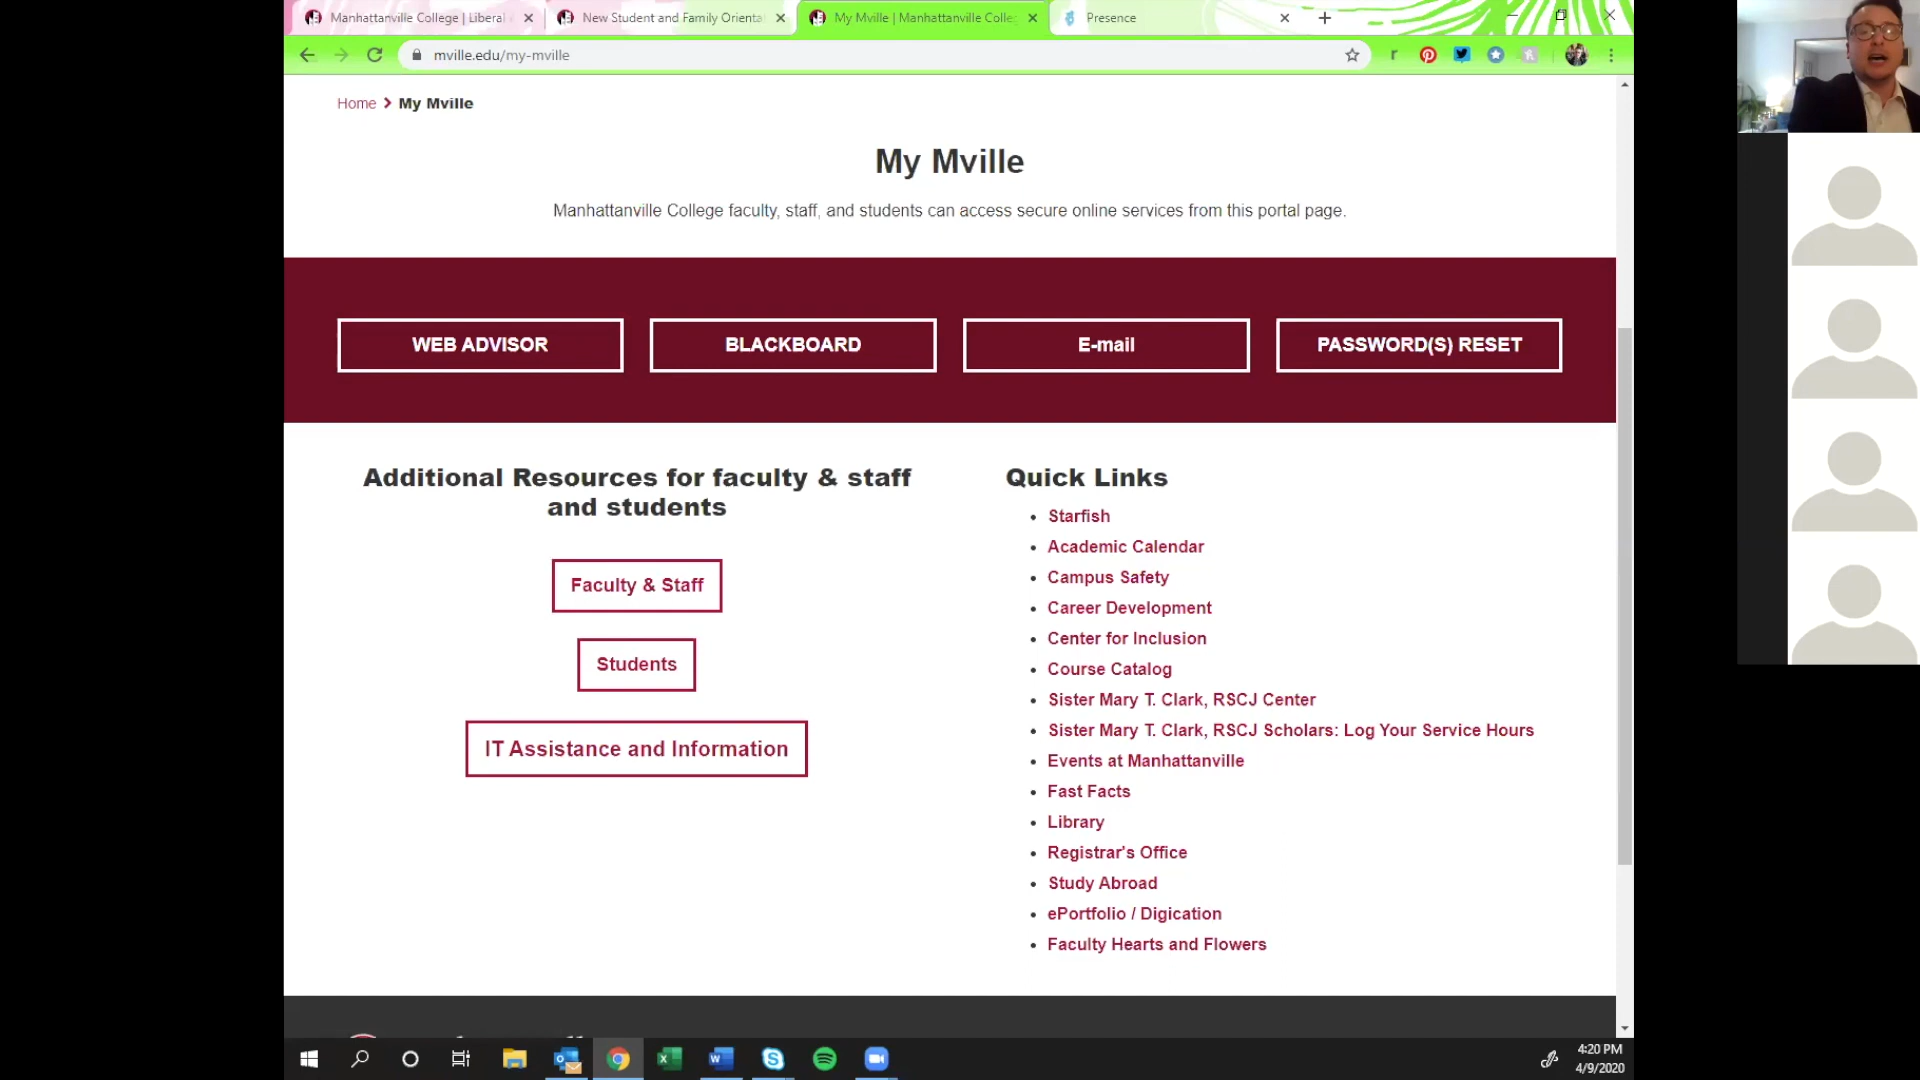 Manhattanville College | Liberal
New Student and Family Orienta
My Mville | Manhattanville Colle
Presence
mville.edu/my-mville
Home > My Mville
My Mville
Manhattanville College faculty, staff, and students can access secure online services from this portal page.
WEB ADVISOR
BLACKBOARD
E-mail
PASSWORD(S) RESET
Additional Resources for faculty & staff
and students
Faculty & Staff
Students
IT Assistance and Information
Quick Links
Starfish
Academic Calendar
Campus Safety
Career Development
Center for Inclusion
Course Catalog
Sister Mary T. Clark, RSCJ Center
Sister Mary T. Clark, RSCJ Scholars: Log Your Service Hours
Events at Manhattanville
Fast Facts
Library
Registrar's Office
Study Abroad
ePortfolio / Digication
Faculty Hearts and Flowers
4:20 PM
4/9/2020